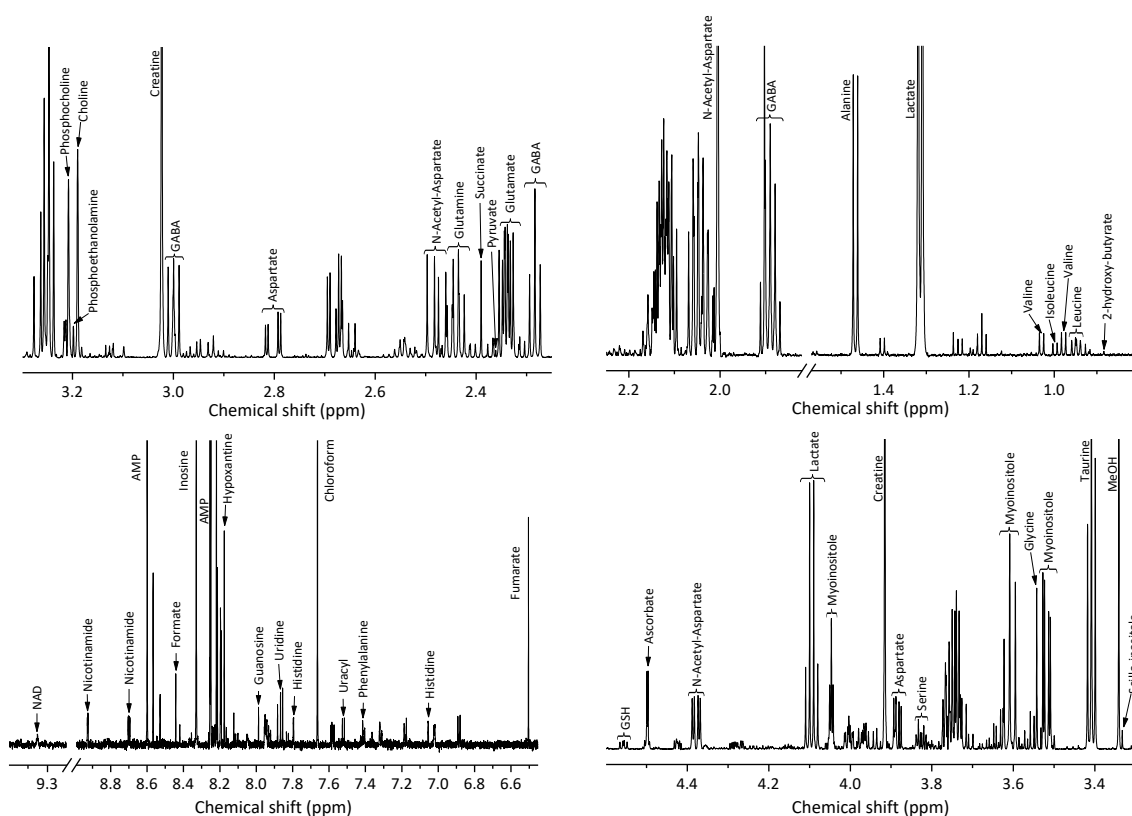 Phosphocholine
Choline
Phosphoethanolamine
Creatine
GABA
Aspartate
N-Acetyl-Aspartate
Glutamine
Succinate
Pyruvate
Glutamate
GABA
3.2 3.0 2.8 2.6 2.4
Chemical shift (ppm)
N-Acetyl-Aspartate
GABA
Alanine
Lactate
Valine
Isoleucine
Valine
Leucine
2-hydroxy-butyrate
2.2 2.0 1.4 1.2 1.0
Chemical shift (ppm)
NAD
Nicotinamide
Nicotinamide
AMP
Formate
Inosine
AMP
Hypoxantine
Guanosine
Uridine
Histidine
Chloroform
Uracyl
Phenylalanine
Histidine
Fumarate
9.3 8.8 8.6 8.4 8.2 8.0 7.8 7.6 7.4 7.2 7.0 6.8 6.6
Chemical shift (ppm)
GSH
Ascorbate
N-Acetyl-Aspartate
Lactate
Myoinositole
Creatine
Aspartate
Serine
Myoinositole
Glycine
Myoinositole
Taurine
MeOH
4.4 4.2 4.0 3.8 3.6 3.4
Chemical shift (ppm)